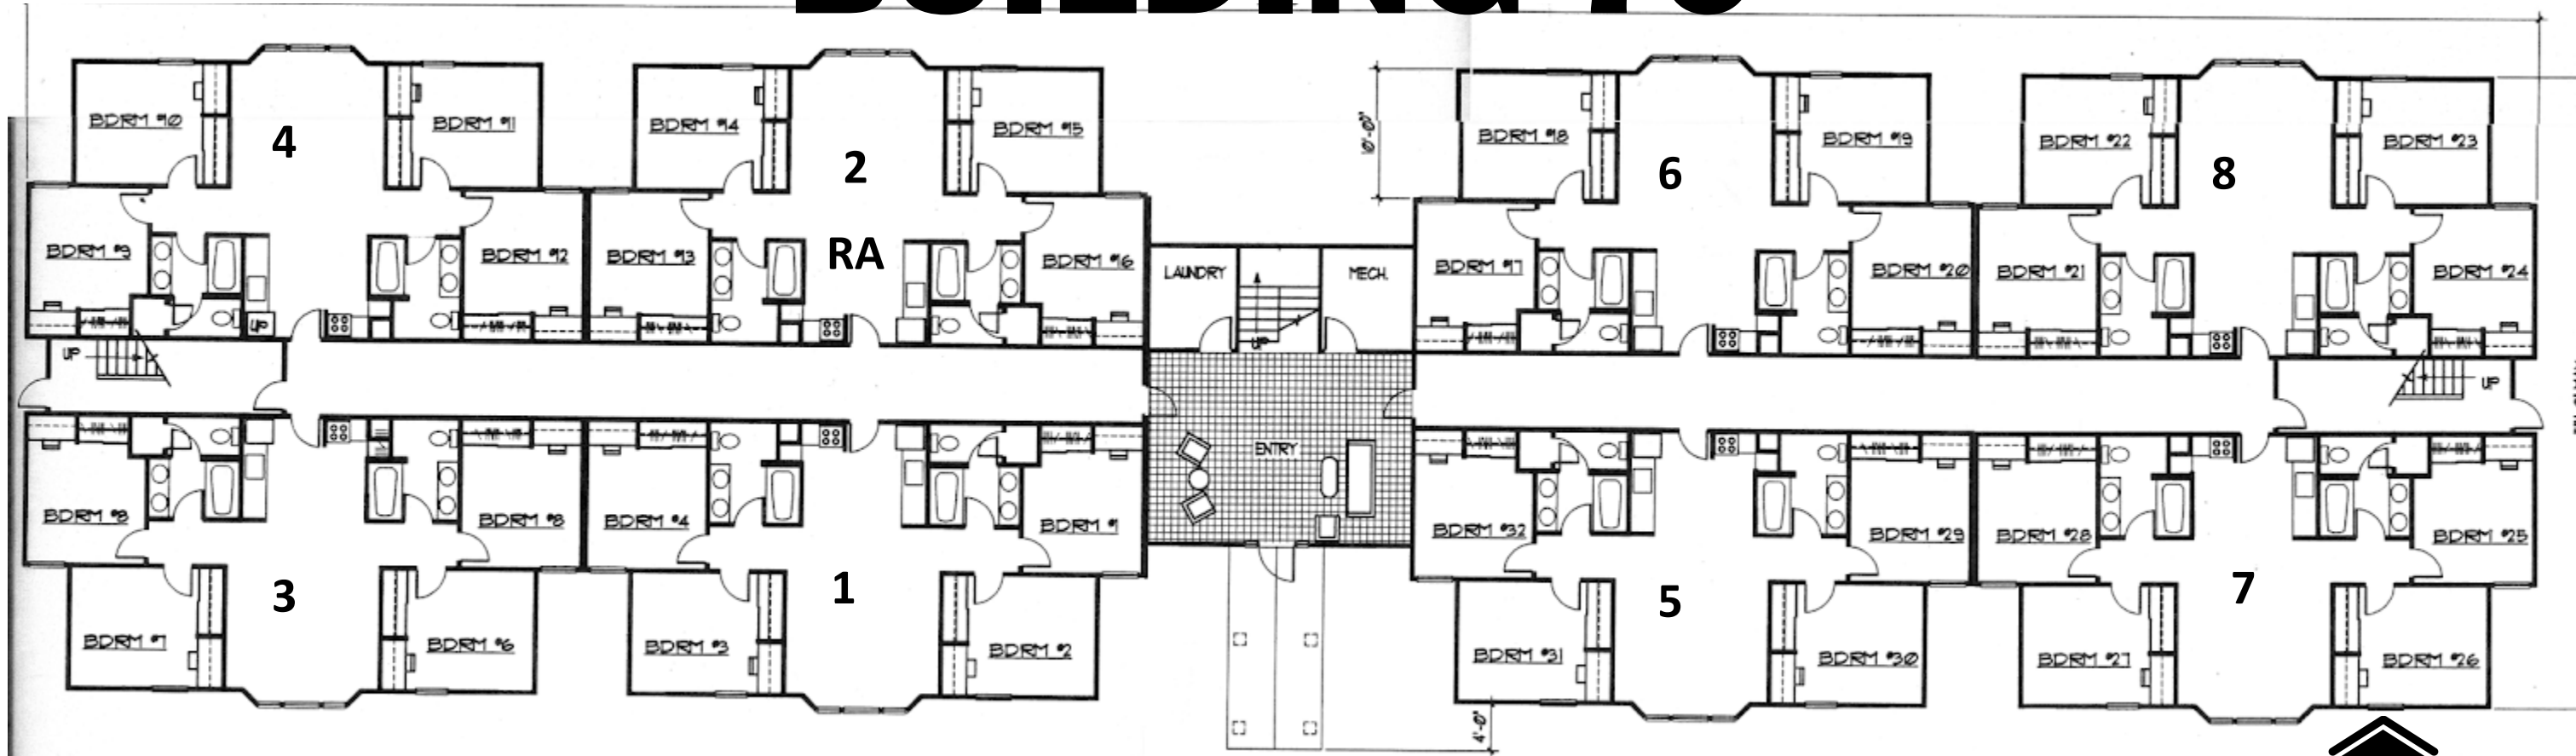 BDRM #10
4
BDRM #11
BDRM #14
2
BDRM #15
BDRM #18
6
BDRM #19
BDRM #22
8
BDRM #23
10'-0"
BDRM #9
BDRM #12
BDRM #13
RA
BDRM #16
LAUNDRY
MECH.
BDRM #17
BDRM #20
BDRM #21
BDRM #24
UP
UP
UP
UP
BDRM #8
BDRM #8
BDRM #4
BDRM #1
ENTRY
BDRM #32
BDRM #29
BDRM #28
BDRM #25
3
1
5
7
BDRM #7
BDRM #6
BDRM #3
BDRM #2
BDRM #31
BDRM #30
BDRM #27
BDRM #26
4'-0"